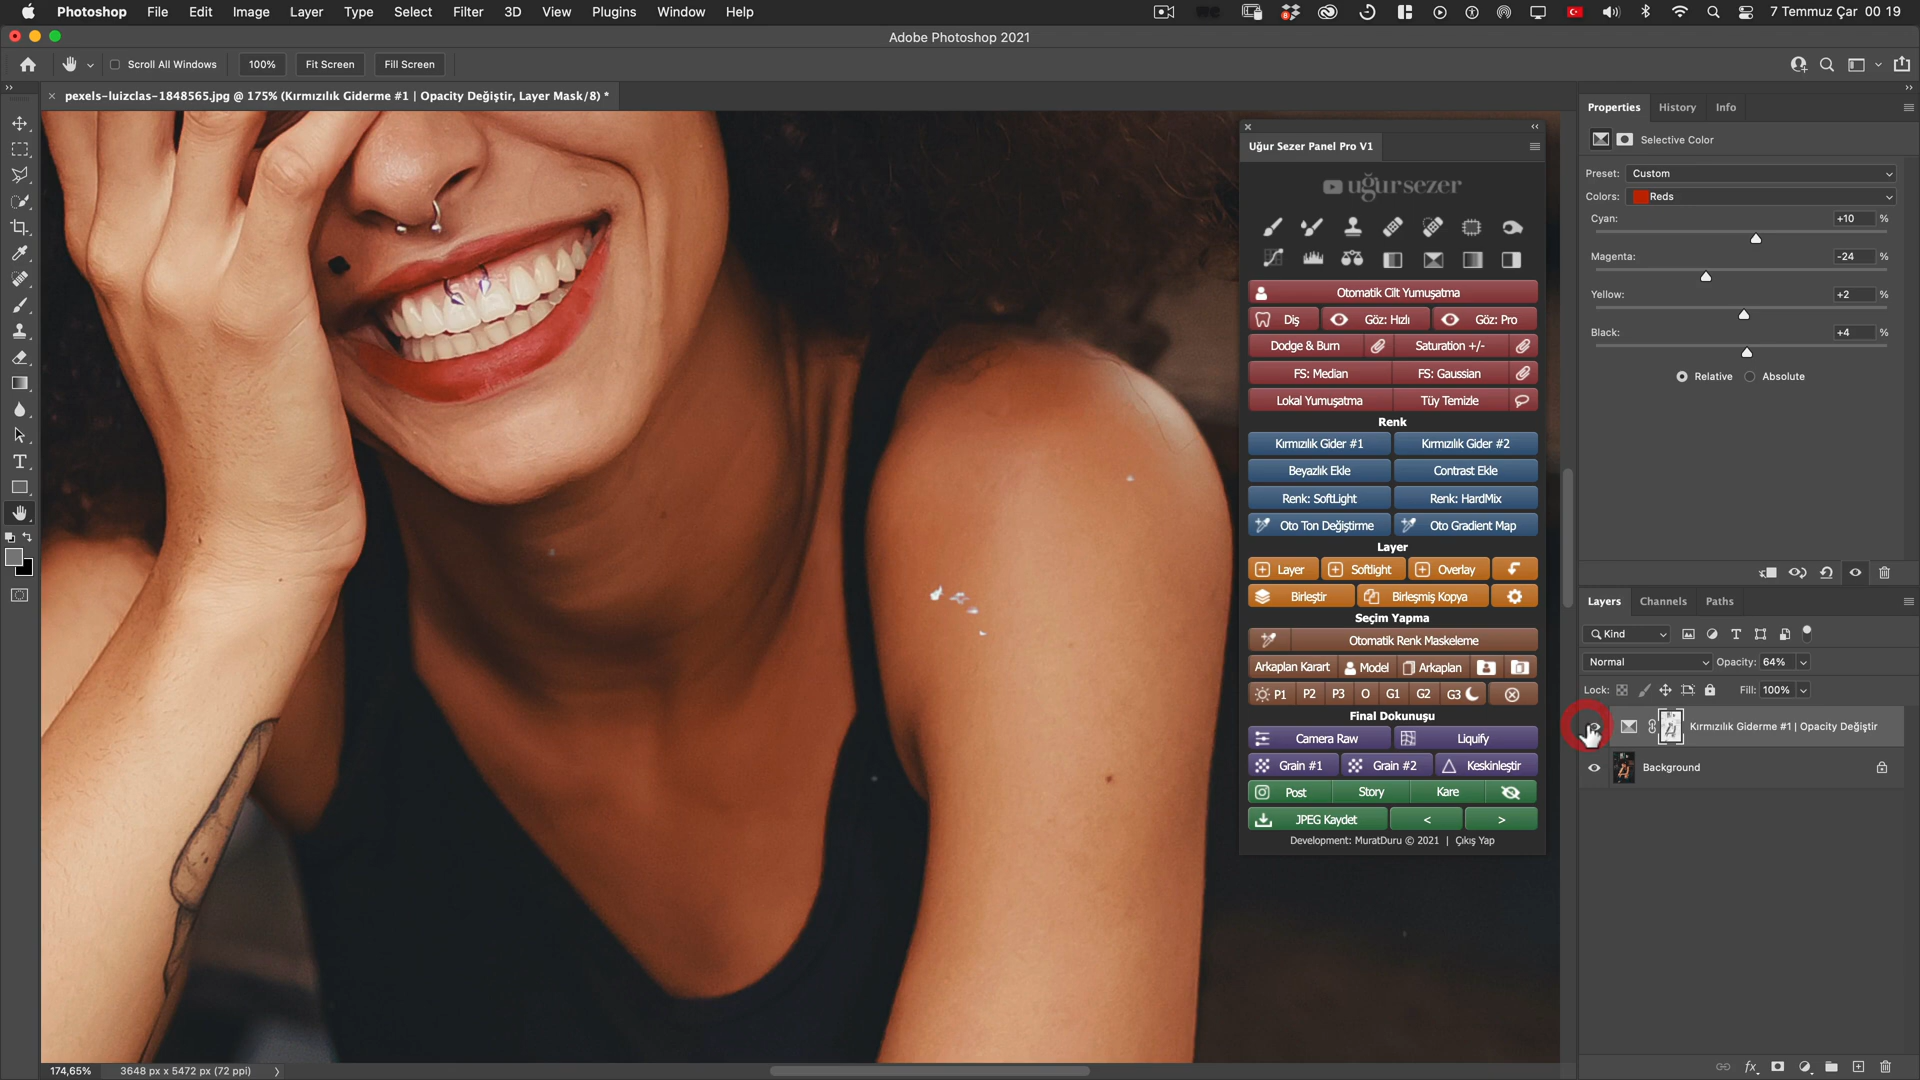 Photoshop File Edit Image Layer Type Select Filter 3D View Plugins Window Help 7 Temmuz Çar 00 19
Adobe Photoshop 2021
Scroll All Windows 100% Fit Screen Fill Screen
pexels-luizclas-1848565.jpg @ 175% (Kırmızılık Giderme #1 | Opacity Değiştir, Layer Mask/8) *
Uğur Sezer Panel Pro V1
uğursezer
Otomatik Cilt Yumuşatma
Diş Göz: Hızlı Göz: Pro
Dodge & Burn Saturation +/-
FS: Median FS: Gaussian
Lokal Yumuşatma Tüy Temizle
Renk
Kırmızılık Gider #1 Kırmızılık Gider #2
Beyazlık Ekle Contrast Ekle
Renk: SoftLight Renk: HardMix
Oto Ton Değiştirme Oto Gradient Map
Layer
Layer Softlight Overlay
Birleştir Birleşmiş Kopya
Seçim Yapma
Otomatik Renk Maskeleme
Arkaplan Karart Model Arkaplan
P1 P2 P3 O G1 G2 G3
Final Dokunuşu
Camera Raw Liquify
Grain #1 Grain #2 Keskinleştir
Post Story Kare
JPEG Kaydet < >
Development: MuratDuru © 2021 | Çıkış Yap
Properties History Info
Selective Color
Preset: Custom
Colors: Reds
Cyan: +10 %
Magenta: -24 %
Yellow: +2 %
Black: +4 %
Relative Absolute
Layers Channels Paths
Kind
Normal Opacity: 64%
Lock: Fill: 100%
Kırmızılık Giderme #1 | Opacity Değiştir
Background
fx
174,65% 3648 px x 5472 px (72 ppi)